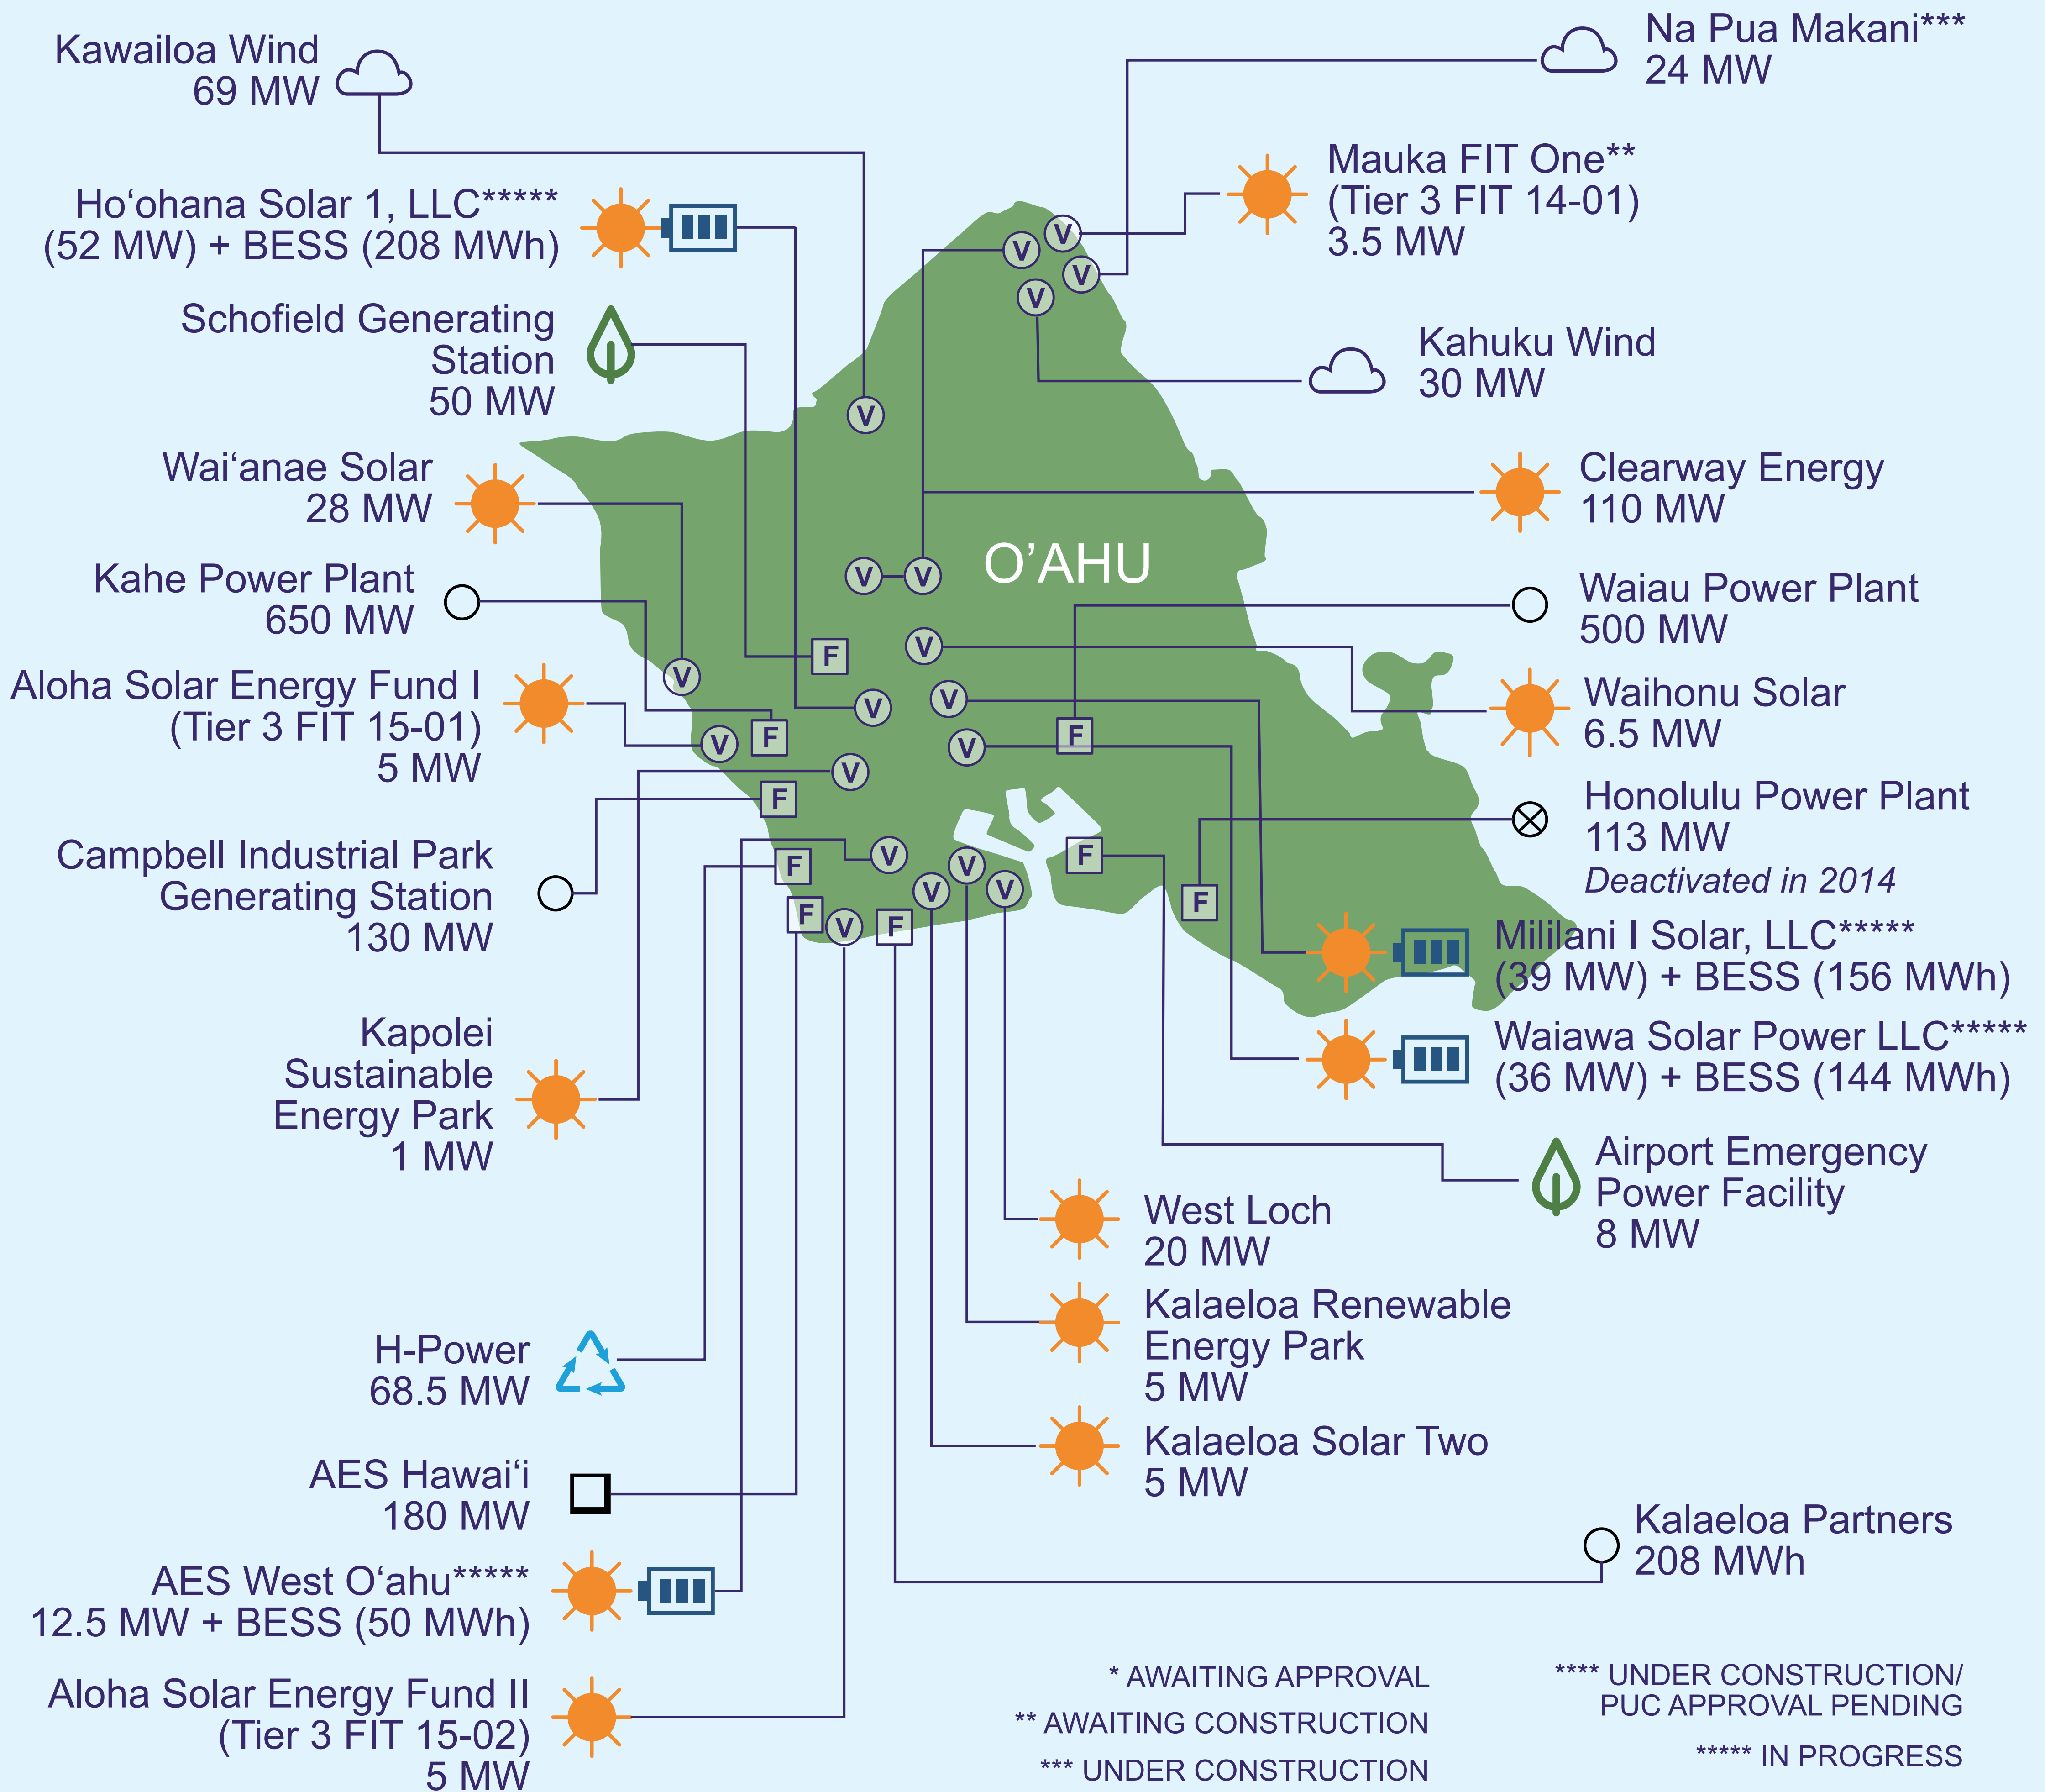 Kawailoa Wind
69 MW
Ho‘ohana Solar 1, LLC*****
(52 MW) + BESS (208 MWh)
Schofield Generating
Station
50 MW
Wai‘anae Solar
28 MW
Kahe Power Plant
650 MW
Aloha Solar Energy Fund I
(Tier 3 FIT 15-01)
5 MW
Campbell Industrial Park
Generating Station
130 MW
Kapolei
Sustainable
Energy Park
1 MW
H-Power
68.5 MW
AES Hawai‘i
180 MW
AES West O‘ahu*****
12.5 MW + BESS (50 MWh)
Aloha Solar Energy Fund II
(Tier 3 FIT 15-02)
5 MW
V
V
V
V
V
O’AHU
V
V
V
F
V
V
V
V
F
V
F
V
F
V
F
V
F
V
V
V
F
V
F
F
F
Na Pua Makani***
24 MW
Mauka FIT One**
(Tier 3 FIT 14-01)
3.5 MW
Kahuku Wind
30 MW
Clearway Energy
110 MW
Waiau Power Plant
500 MW
Waihonu Solar
6.5 MW
Honolulu Power Plant
113 MW
Deactivated in 2014
Mililani I Solar, LLC*****
(39 MW) + BESS (156 MWh)
Waiawa Solar Power LLC*****
(36 MW) + BESS (144 MWh)
Airport Emergency
Power Facility
8 MW
West Loch
20 MW
Kalaeloa Renewable
Energy Park
5 MW
Kalaeloa Solar Two
5 MW
Kalaeloa Partners
208 MWh
* AWAITING APPROVAL
** AWAITING CONSTRUCTION
*** UNDER CONSTRUCTION
**** UNDER CONSTRUCTION/
PUC APPROVAL PENDING
***** IN PROGRESS